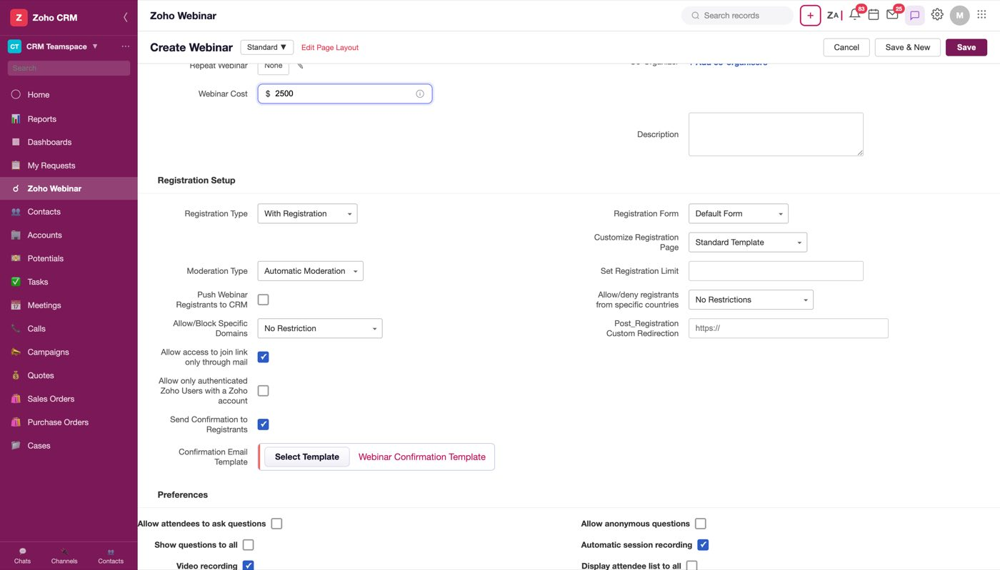 Z Zoho CRM
CT CRM Teamspace ▼ ...
Search
Home
Reports
Dashboards
My Requests
Zoho Webinar
Contacts
Accounts
Potentials
Tasks
Meetings
Calls
Campaigns
Quotes
Sales Orders
Purchase Orders
Cases
Chats
Channels
Contacts
Zoho Webinar
Search records
+
ZA
83
25
M
Create Webinar
Standard ▼
Edit Page Layout
Cancel
Save & New
Save
Repeat Webinar
None
Co-Organizer
+ Add co-organisers
Webinar Cost
$ 2500
Description
Registration Setup
Registration Type
With Registration
Registration Form
Default Form
Customize Registration
Page
Standard Template
Moderation Type
Automatic Moderation
Set Registration Limit
Push Webinar
Registrants to CRM
Allow/deny registrants
from specific countries
No Restrictions
Allow/Block Specific
Domains
No Restriction
Post_Registration
Custom Redirection
https://
Allow access to join link
only through mail
Allow only authenticated
Zoho Users with a Zoho
account
Send Confirmation to
Registrants
Confirmation Email
Template
Select Template
Webinar Confirmation Template
Preferences
Allow attendees to ask questions
Allow anonymous questions
Show questions to all
Automatic session recording
Video recording
Display attendee list to all